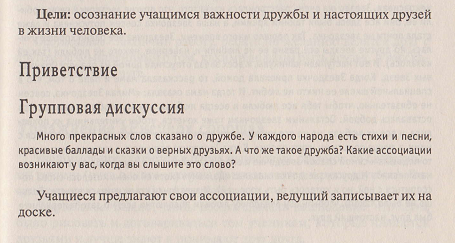 Цели: осознание учащимся важности дружбы и настоящих друзей
в жизни человека.
Приветствие
Групповая дискуссия
Много прекрасных слов сказано о дружбе. У каждого народа есть стихи и песни,
красивые баллады и сказки о верных друзьях. А что же такое дружба? Какие ассоциации
возникают у вас, когда вы слышите это слово?
Учащиеся предлагают свои ассоциации, ведущий записывает их на
доске.